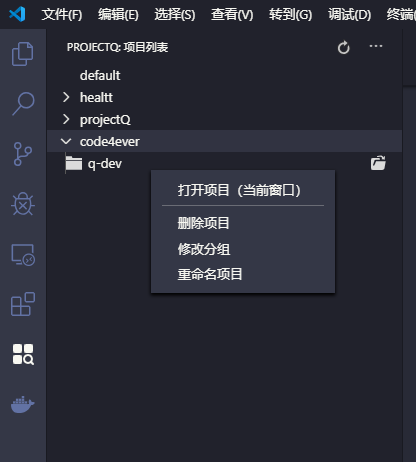 文件(F) 编辑(E) 选择(S) 查看(V) 转到(G) 调试(D) 终端
PROJECTQ: 项目列表
default
healtt
projectQ
code4ever
q-dev
打开项目（当前窗口）
删除项目
修改分组
重命名项目